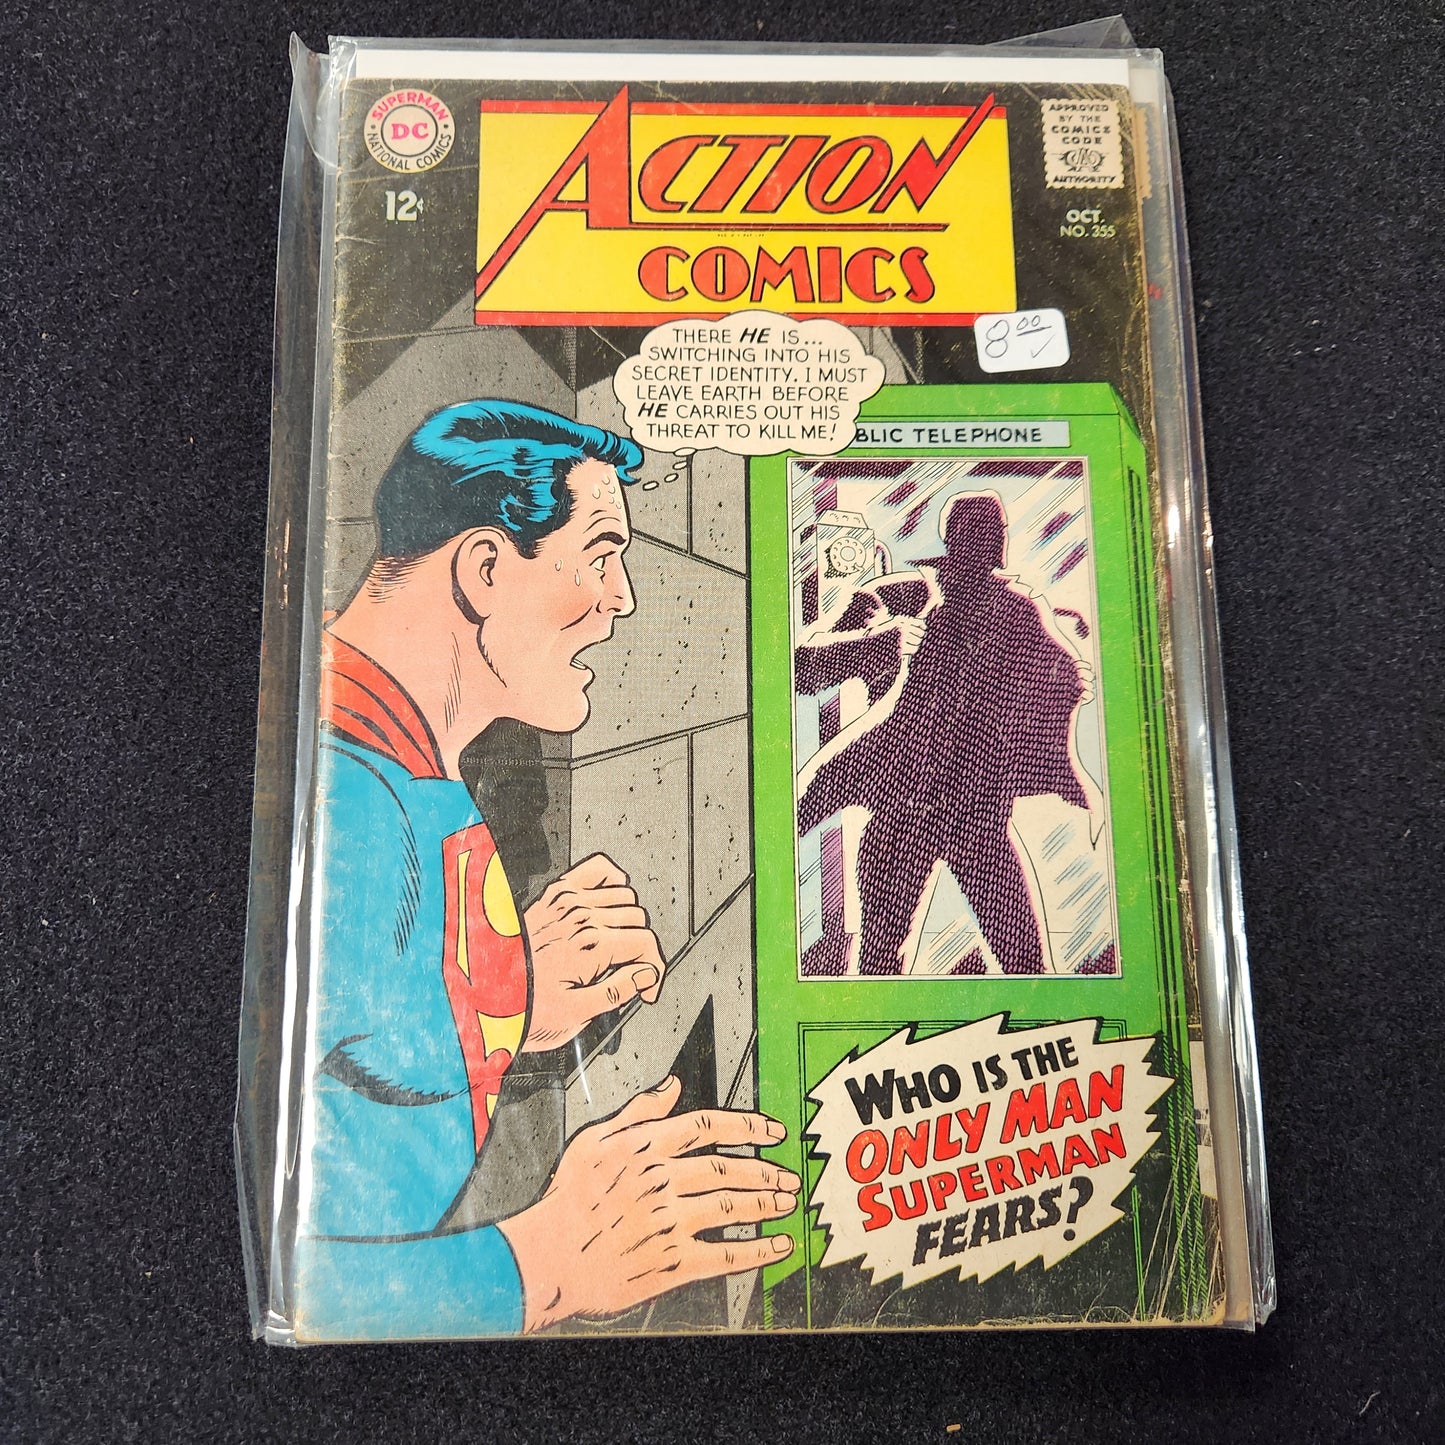 SUPERMAN
DC
NATIONAL COMICS
12¢
ACTION
COMICS
APPROVED
BY THE
COMICS
CODE
AUTHORITY
OCT.
NO. 355
8 00
THERE HE IS...
SWITCHING INTO HIS
SECRET IDENTITY. I MUST
LEAVE EARTH BEFORE
HE CARRIES OUT HIS
THREAT TO KILL ME!
BLIC TELEPHONE
WHO IS THE
ONLY MAN
SUPERMAN
FEARS?